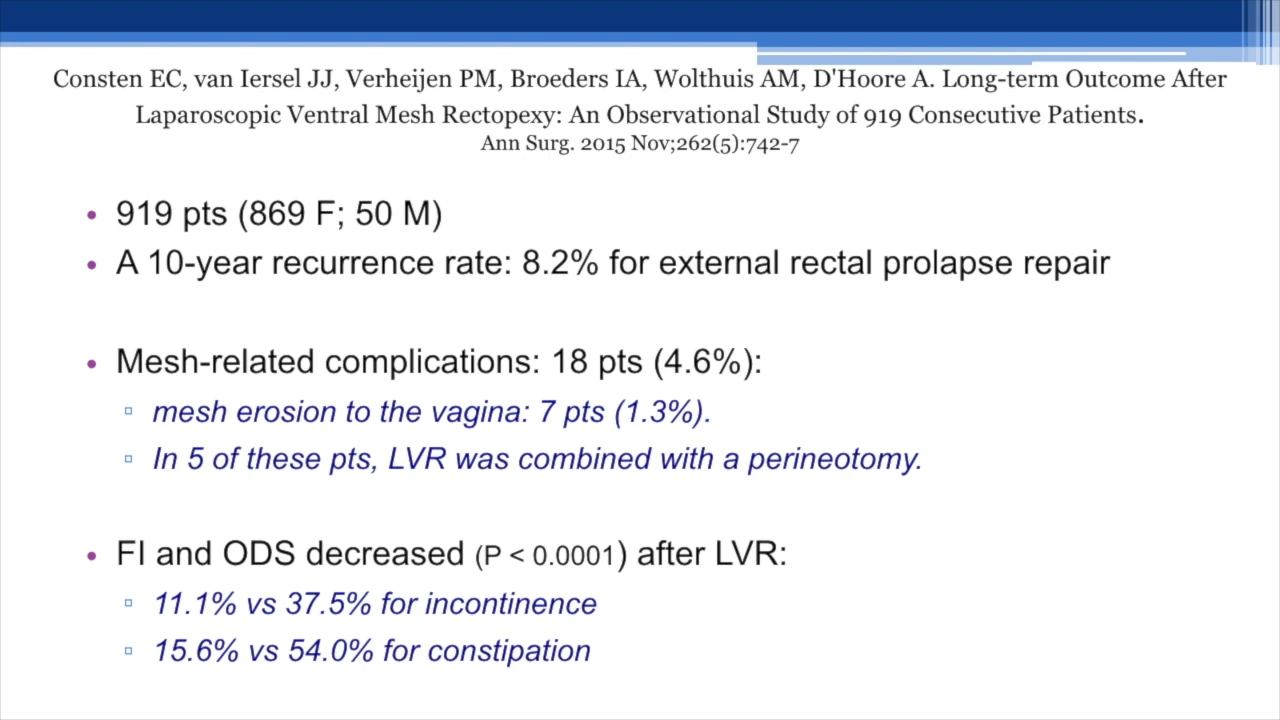 Consten EC, van Iersel JJ, Verheijen PM, Broeders IA, Wolthuis AM, D'Hoore A. Long-term Outcome After
Laparoscopic Ventral Mesh Rectopexy: An Observational Study of 919 Consecutive Patients.
Ann Surg. 2015 Nov;262(5):742-7
• 919 pts (869 F; 50 M)
• A 10-year recurrence rate: 8.2% for external rectal prolapse repair
• Mesh-related complications: 18 pts (4.6%):
▫ mesh erosion to the vagina: 7 pts (1.3%).
▫ In 5 of these pts, LVR was combined with a perineotomy.
• FI and ODS decreased (P < 0.0001) after LVR:
▫ 11.1% vs 37.5% for incontinence
▫ 15.6% vs 54.0% for constipation